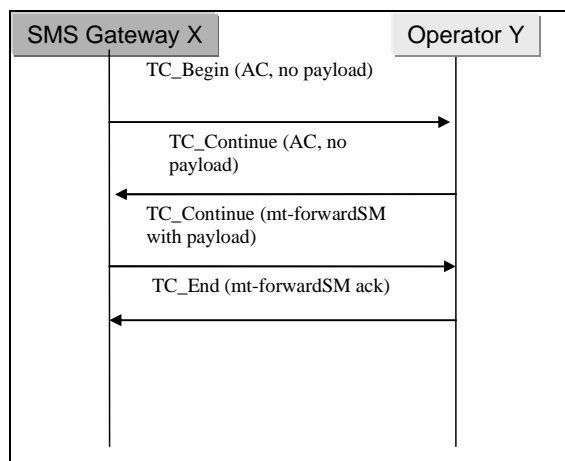 SMS Gateway X
Operator Y
TC_Begin (AC, no payload)
TC_Continue (AC, no
payload)
TC_Continue (mt-forwardSM
with payload)
TC_End (mt-forwardSM ack)